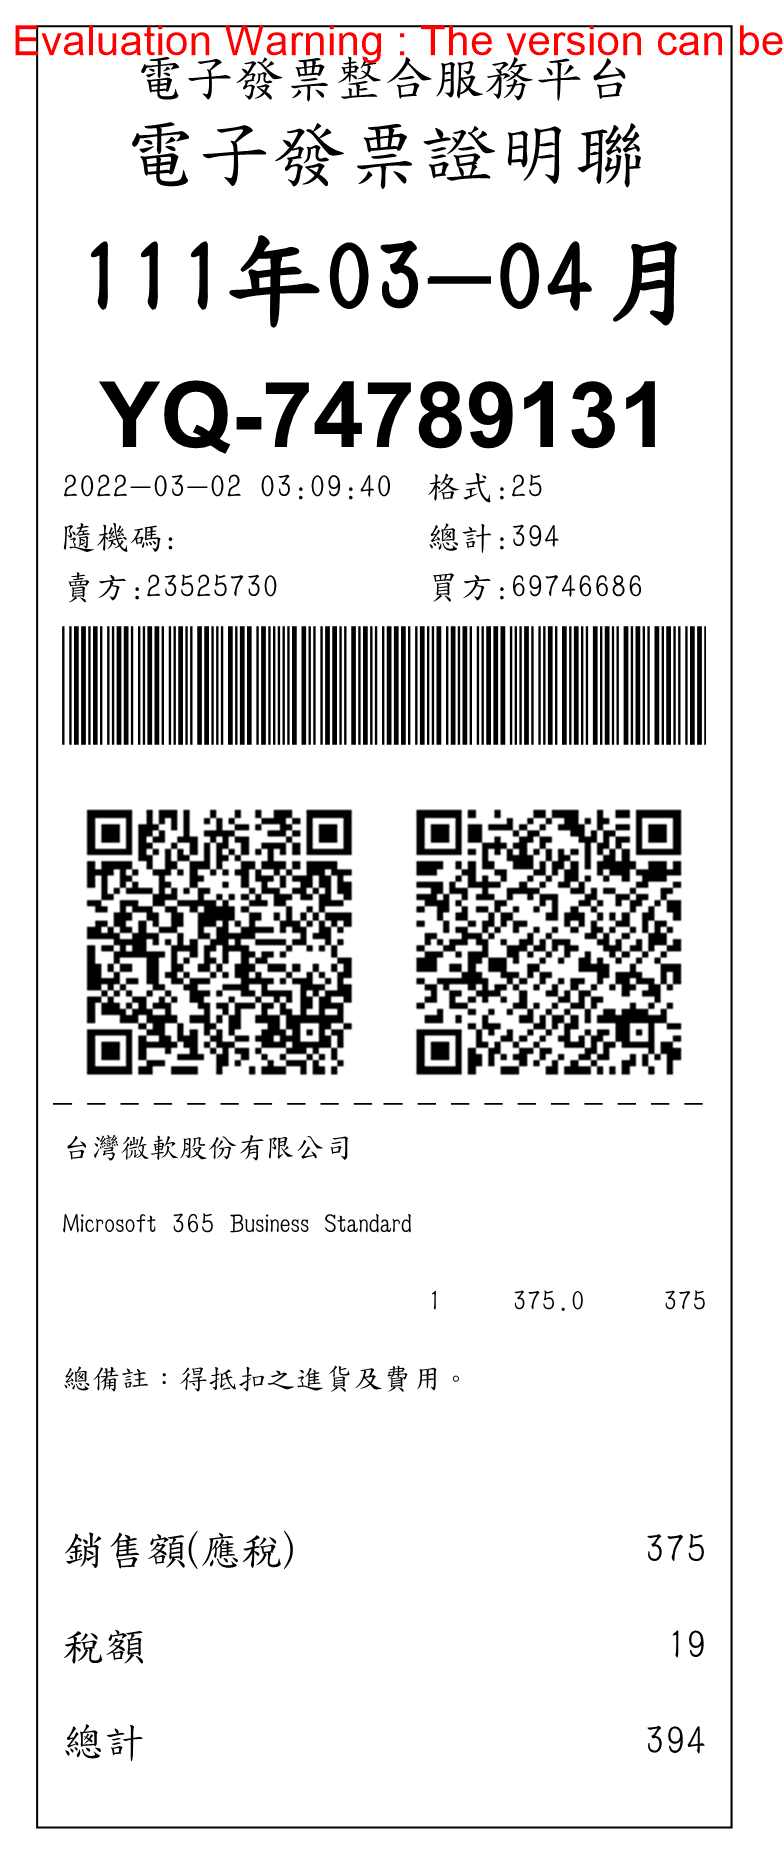 Evaluation Warning : The version can be
電子發票整合服務平台
電子發票證明聯
111年03-04月
YQ-74789131
2022-03-02 03:09:40 格式:25
隨機碼: 總計:394
賣方:23525730 買方:69746686
台灣微軟股份有限公司
Microsoft 365 Business Standard
1 375.0 375
總備註：得抵扣之進貨及費用。
銷售額(應稅) 375
稅額 19
總計 394